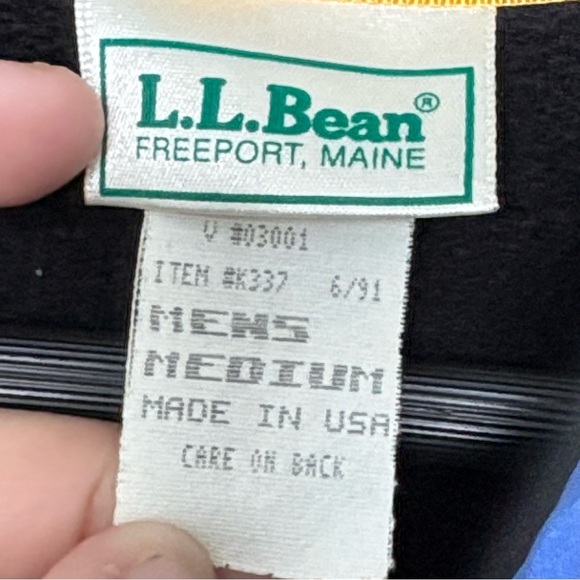 L.L.Bean®
FREEPORT, MAINE
V #03001
ITEM #K337 6/91
MENS
MEDIUM
MADE IN USA
CARE ON BACK